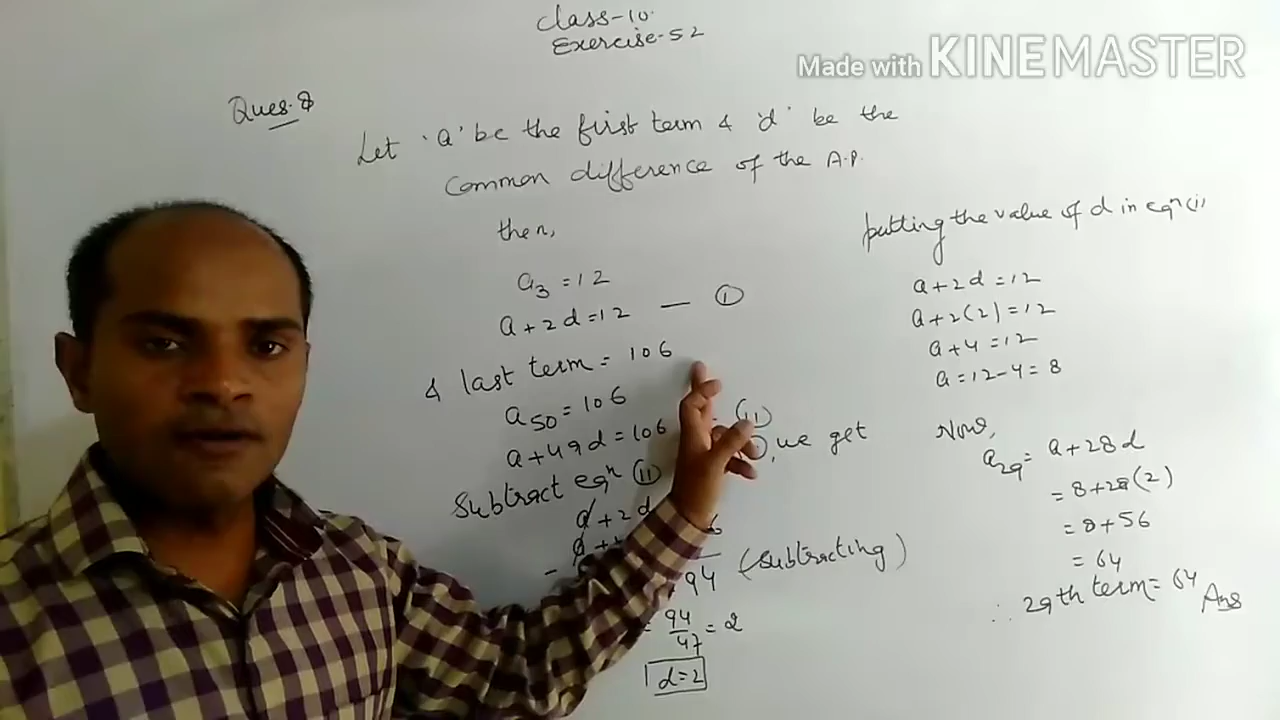 Class-10.
Exercise-5.2
Made with KINEMASTER
Ques.8
Let 'a' be the first term & 'd' be the
Common difference of the A.P.
then,
a3 = 12
a + 2d = 12 — (i)
& last term = 106
a50 = 106
a + 49d = 106 - (ii)
Subtract eqn (ii)
, we get
a + 2d
94 (subtracting)
= 94/47 = 2
d = 2
putting the value of d in eqn (i)
a + 2d = 12
a + 2(2) = 12
a + 4 = 12
a = 12 - 4 = 8
Now,
a29 = a + 28d
= 8 + 28(2)
= 8 + 56
= 64
∴ 29th term = 64 Ans